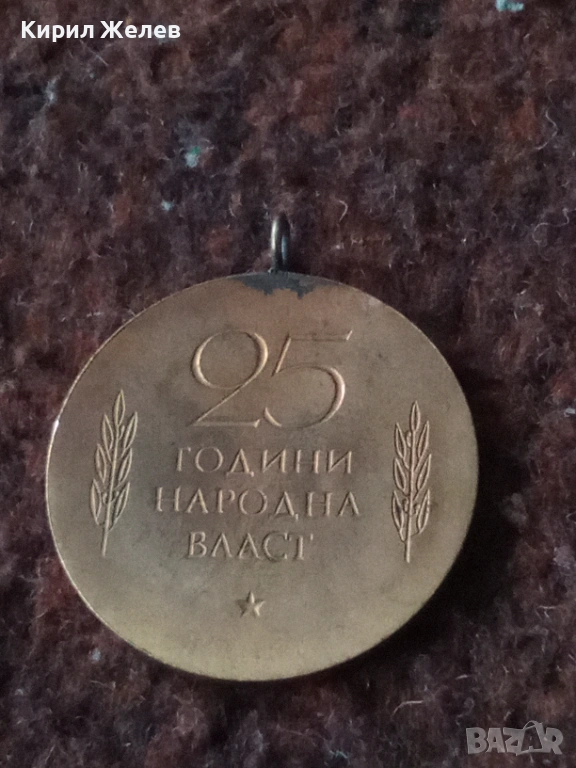 Кирил Желев
25
ГОДИНИ
НАРОДНА
ВЛАСТ
BAZAR